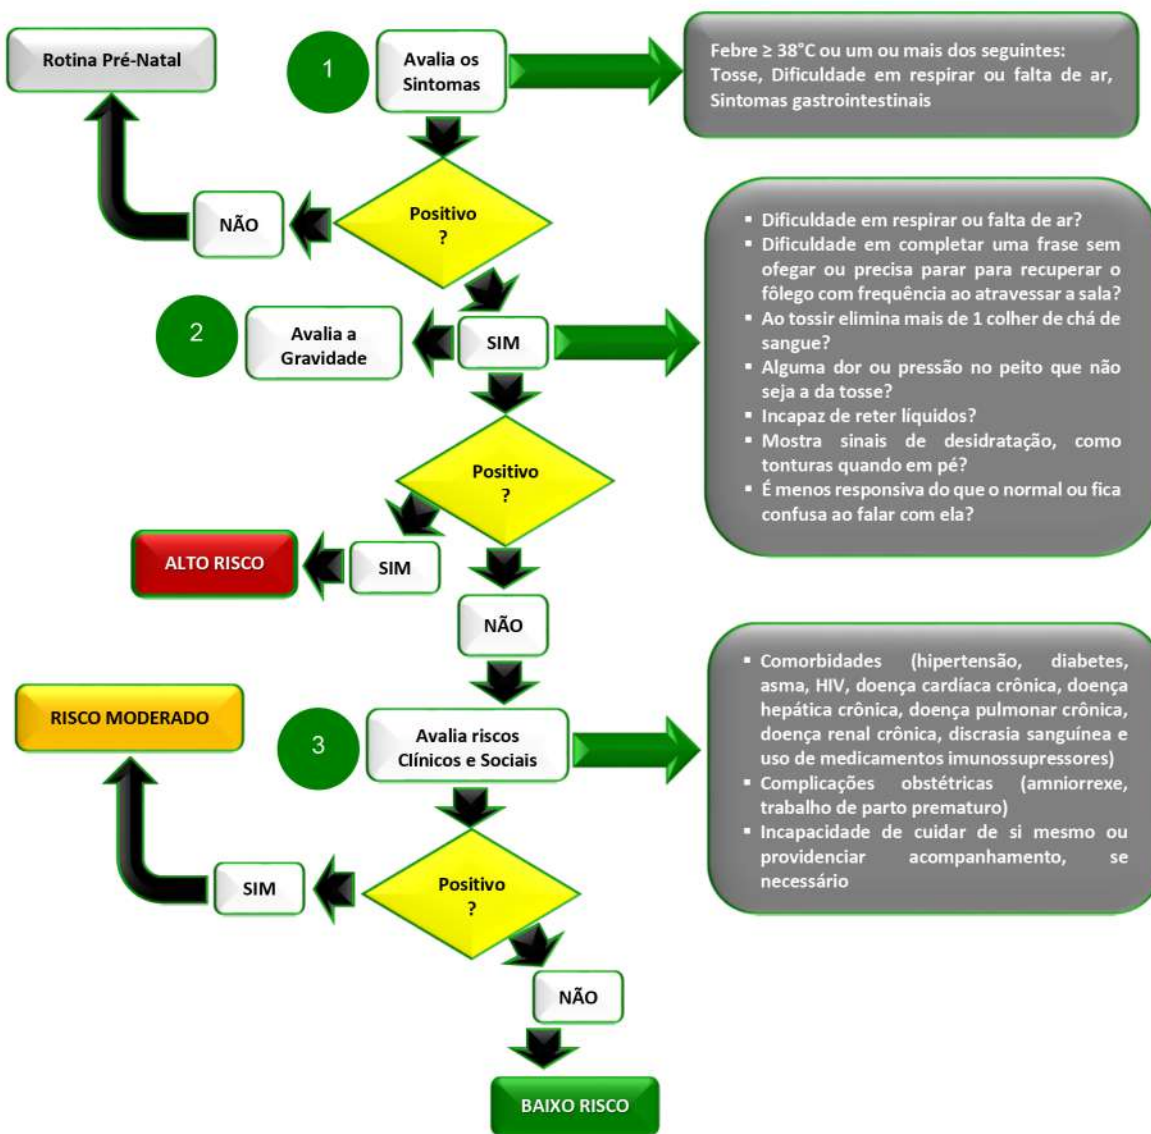 Rotina Pré-Natal
1
Avalia os
Sintomas
Febre ≥ 38°C ou um ou mais dos seguintes:
Tosse, Dificuldade em respirar ou falta de ar,
Sintomas gastrointestinais
Positivo
?
NÃO
SIM
2
Avalia a
Gravidade
▪ Dificuldade em respirar ou falta de ar?
▪ Dificuldade em completar uma frase sem
ofegar ou precisa parar para recuperar o
fôlego com frequência ao atravessar a sala?
▪ Ao tossir elimina mais de 1 colher de chá de
sangue?
▪ Alguma dor ou pressão no peito que não
seja a da tosse?
▪ Incapaz de reter líquidos?
▪ Mostra sinais de desidratação, como
tonturas quando em pé?
▪ É menos responsiva do que o normal ou fica
confusa ao falar com ela?
Positivo
?
SIM
ALTO RISCO
NÃO
3
Avalia riscos
Clínicos e Sociais
▪ Comorbidades (hipertensão, diabetes,
asma, HIV, doença cardíaca crônica, doença
hepática crônica, doença pulmonar crônica,
doença renal crônica, discrasia sanguínea e
uso de medicamentos imunossupressores)
▪ Complicações obstétricas (amniorrexe,
trabalho de parto prematuro)
▪ Incapacidade de cuidar de si mesmo ou
providenciar acompanhamento, se
necessário
RISCO MODERADO
Positivo
?
SIM
NÃO
BAIXO RISCO